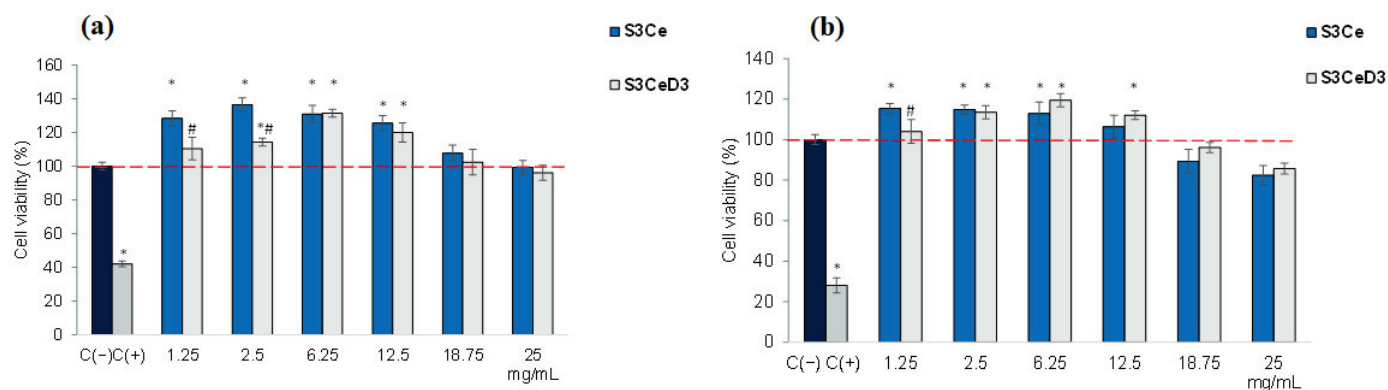 (a)
S3Ce
S3CeD3
Cell viability (%)
160
140
120
100
80
60
40
20
0
* * * *
# *# * *
*
C(−) C(+) 1.25 2.5 6.25 12.5 18.75 25
mg/mL
(b)
S3Ce
S3CeD3
Cell viability (%)
140
120
100
80
60
40
20
0
* * * * * *
#
*
C(−) C(+) 1.25 2.5 6.25 12.5 18.75 25
mg/mL